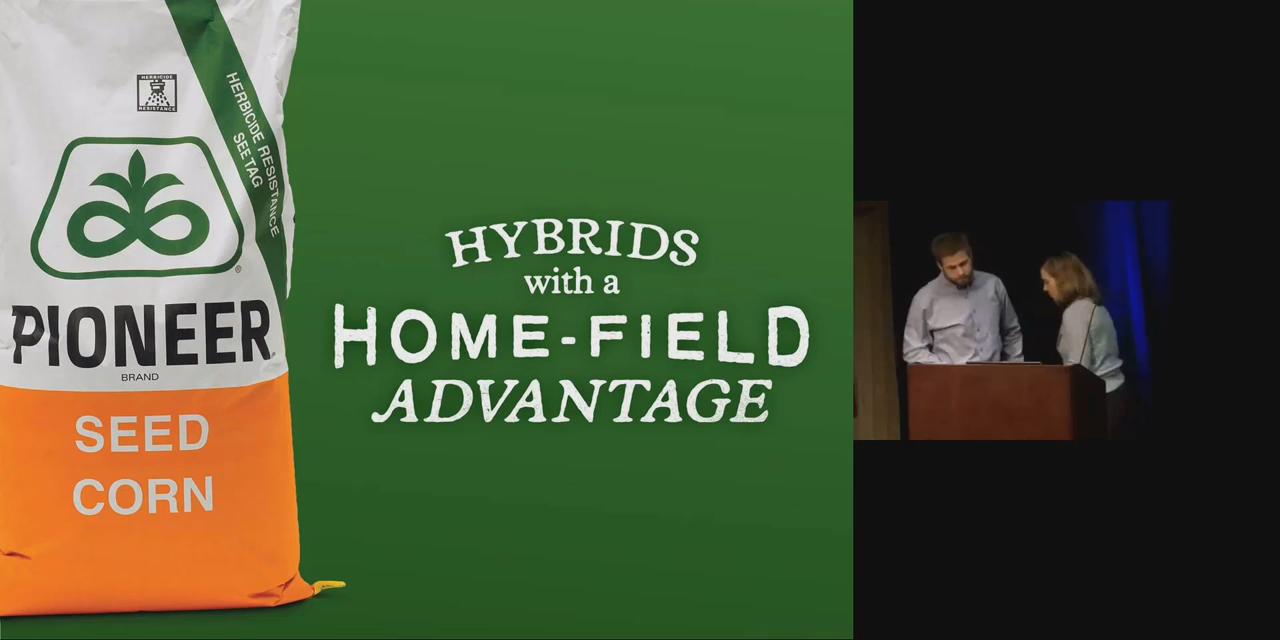 HERBICIDE
RESISTANCE
HERBICIDE RESISTANCE
SEE TAG
PIONEER
BRAND
SEED
CORN
HYBRIDS
with a
HOME-FIELD
ADVANTAGE